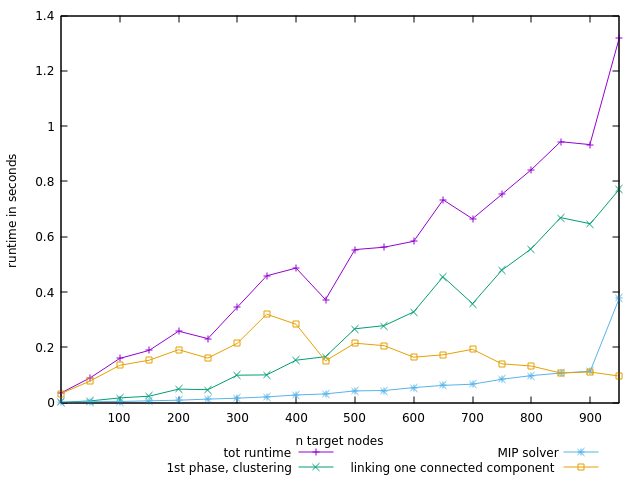 1.4
1.2
1
0.8
0.6
0.4
0.2
0
runtime in seconds
100 200 300 400 500 600 700 800 900
n target nodes
tot runtime MIP solver
1st phase, clustering linking one connected component